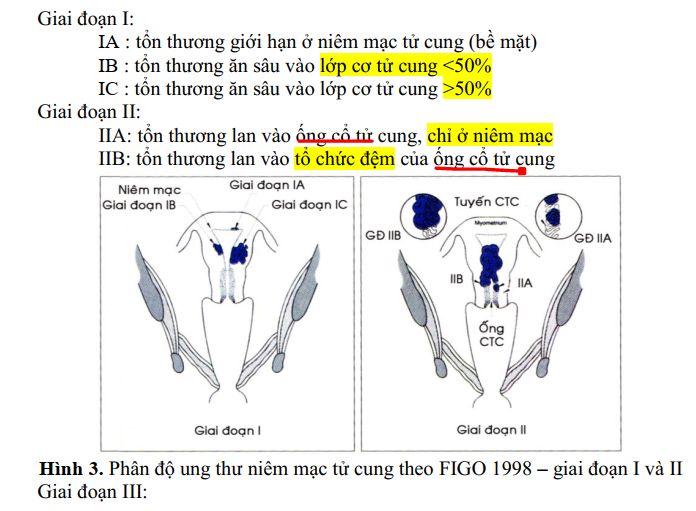 Giai đoạn I:
IA : tổn thương giới hạn ở niêm mạc tử cung (bề mặt)
IB : tổn thương ăn sâu vào lớp cơ tử cung <50%
IC : tổn thương ăn sâu vào lớp cơ tử cung >50%
Giai đoạn II:
IIA: tổn thương lan vào ống cổ tử cung, chỉ ở niêm mạc
IIB: tổn thương lan vào tổ chức đệm của ống cổ tử cung
Niêm mạc
Giai đoạn IA
Giai đoạn IB
Giai đoạn IC
Giai đoạn I
Tuyến CTC
Myometrium
GĐ IIB
GĐ IIA
IIB
IIA
Ống
CTC
Giai đoạn II
Hình 3. Phân độ ung thư niêm mạc tử cung theo FIGO 1998 – giai đoạn I và II
Giai đoạn III: